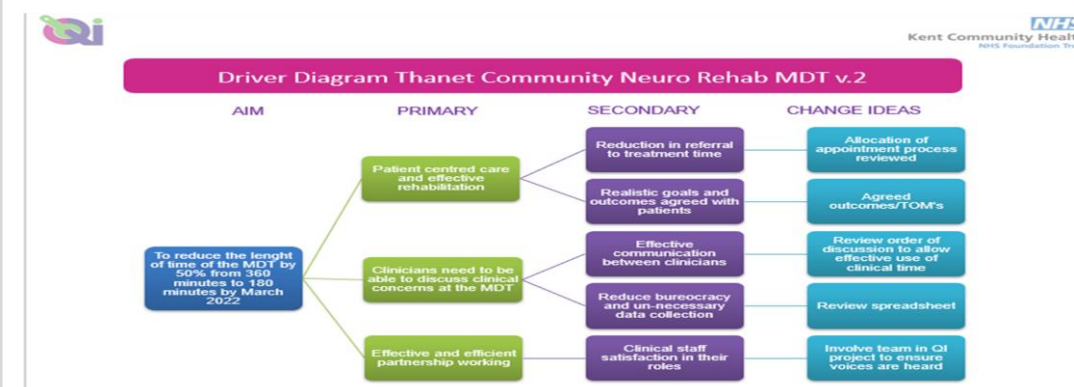 Qi
NHS
Kent Community Healt
NHS Foundation Tru
Driver Diagram Thanet Community Neuro Rehab MDT v.2
AIM
PRIMARY
SECONDARY
CHANGE IDEAS
To reduce the lenght
of time of the MDT by
50% from 360
minutes to 180
minutes by March
2022
Patient centred care
and effective
rehabilitation
Clinicians need to be
able to discuss clinical
concerns at the MDT
Effective and efficient
partnership working
Reduction in referral
to treatment time
Realistic goals and
outcomes agreed with
patients
Effective
communication
between clinicians
Reduce bureocracy
and un-necessary
data collection
Clinical staff
satisfaction in their
roles
Allocation of
appointment process
reviewed
Agreed
outcomes/TOM's
Review order of
discussion to allow
effective use of
clinical time
Review spreadsheet
Involve team in QI
project to ensure
voices are heard